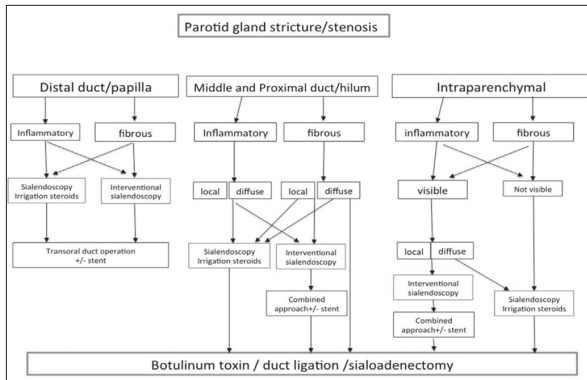 Parotid gland stricture/stenosis
Distal duct/papilla
Middle and Proximal duct/hilum
Intraparenchymal
Inflammatory
fibrous
Inflammatory
fibrous
inflammatory
fibrous
Sialendoscopy
Irrigation steroids
Interventional
sialendoscopy
local
diffuse
local
diffuse
visible
Not visible
Transoral duct operation
+/- stent
Sialendoscopy
Irrigation steroids
Interventional
sialendoscopy
local
diffuse
Combined
approach+/- stent
Interventional
sialendoscopy
Sialendoscopy
Irrigation steroids
Combined
approach+/- stent
Botulinum toxin / duct ligation /sialoadenectomy